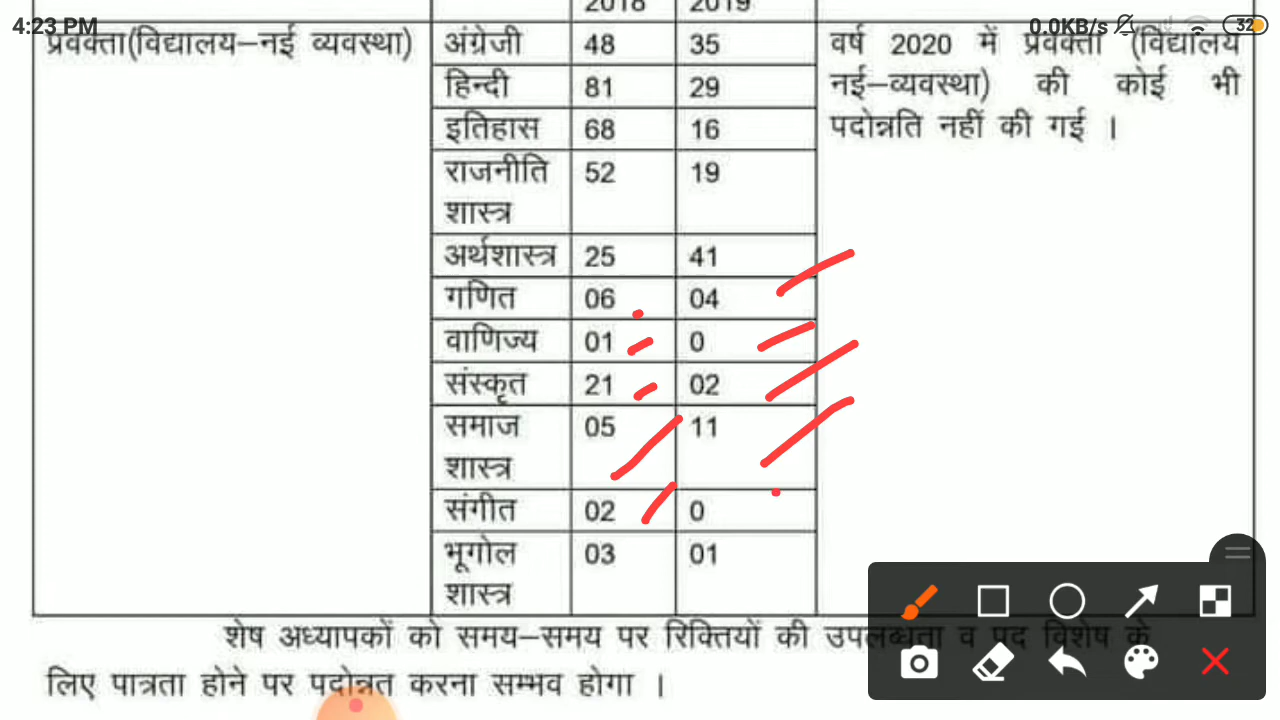 2018 2019
4:23 PM 0.0KB/s 32
प्रवक्ता(विद्यालय–नई व्यवस्था) अंग्रेजी 48 35 वर्ष 2020 में प्रवक्ता (विद्यालय
हिन्दी 81 29 नई–व्यवस्था) की कोई भी
इतिहास 68 16 पदोन्नति नहीं की गई ।
राजनीति 52 19
शास्त्र
अर्थशास्त्र 25 41
गणित 06 04
वाणिज्य 01 0
संस्कृत 21 02
समाज 05 11
शास्त्र
संगीत 02 0
भूगोल 03 01
शास्त्र
शेष अध्यापकों को समय–समय पर रिक्तियों की उपलब्धता व पद विशेष के
लिए पात्रता होने पर पदोन्नत करना सम्भव होगा ।